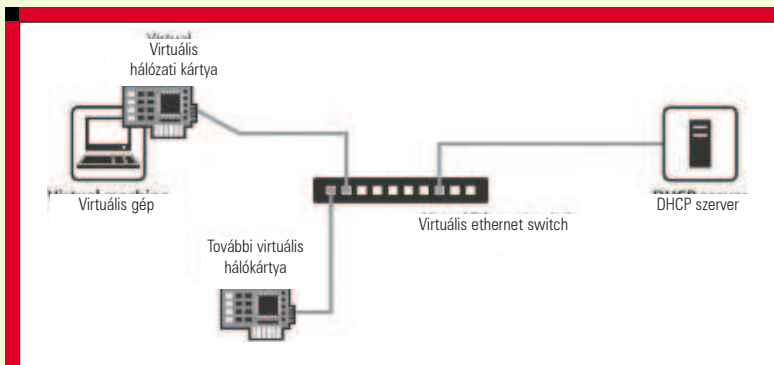 Virtuális
hálózati kártya
Virtuális gép
DHCP szerver
Virtuális ethernet switch
További virtuális
hálókártya